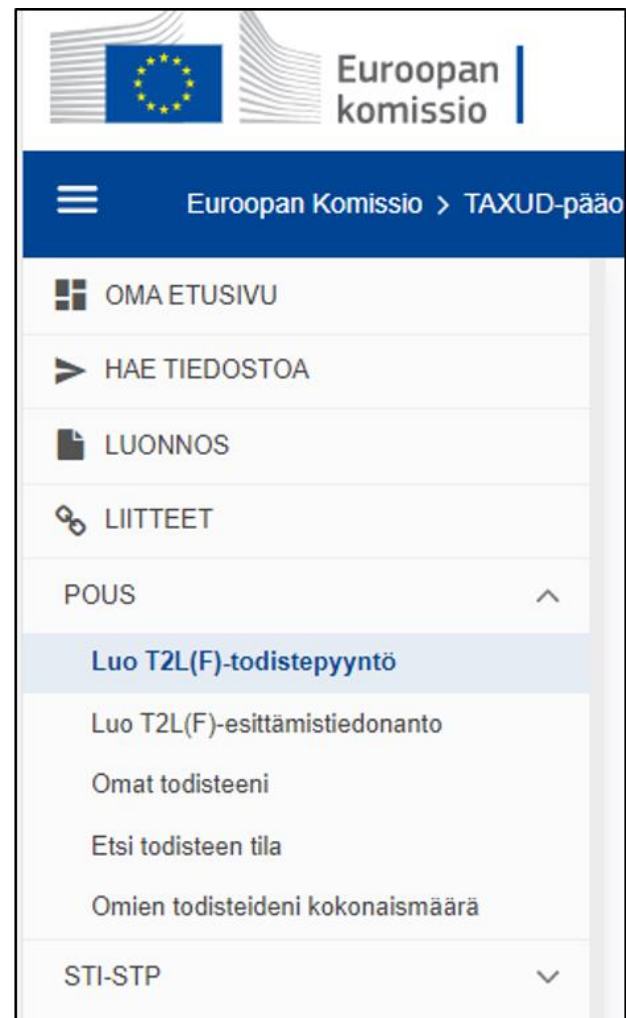 Euroopan
komissio
Euroopan Komissio > TAXUD-pääo
OMA ETUSIVU
HAE TIEDOSTOA
LUONNOS
LIITTEET
POUS
Luo T2L(F)-todistepyyntö
Luo T2L(F)-esittämistiedonanto
Omat todisteeni
Etsi todisteen tila
Omien todisteideni kokonaismäärä
STI-STP